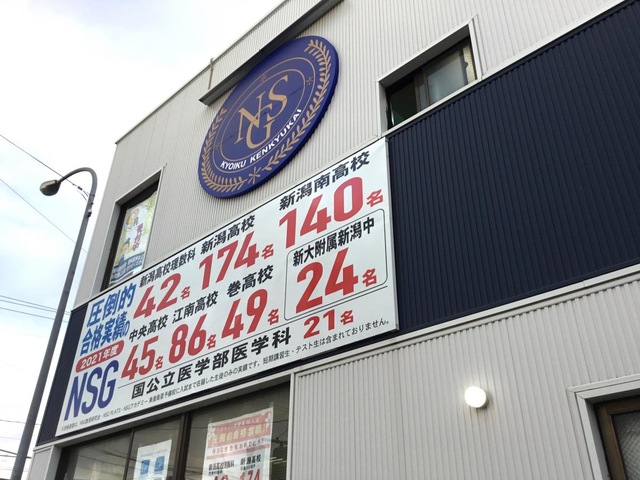 NSG
KYOIKU KENKYUKAI
圧倒的
合格実績の
2021年度
NSG
新潟高校理数科 42名
新潟高校 174名
新潟南高校 140名
中央高校 45名
江南高校 86名
巻高校 49名
新大附属新潟中 24名
国公立医学部医学科 21名
短期講習生・テスト生は含まれておりません。
新潟高校